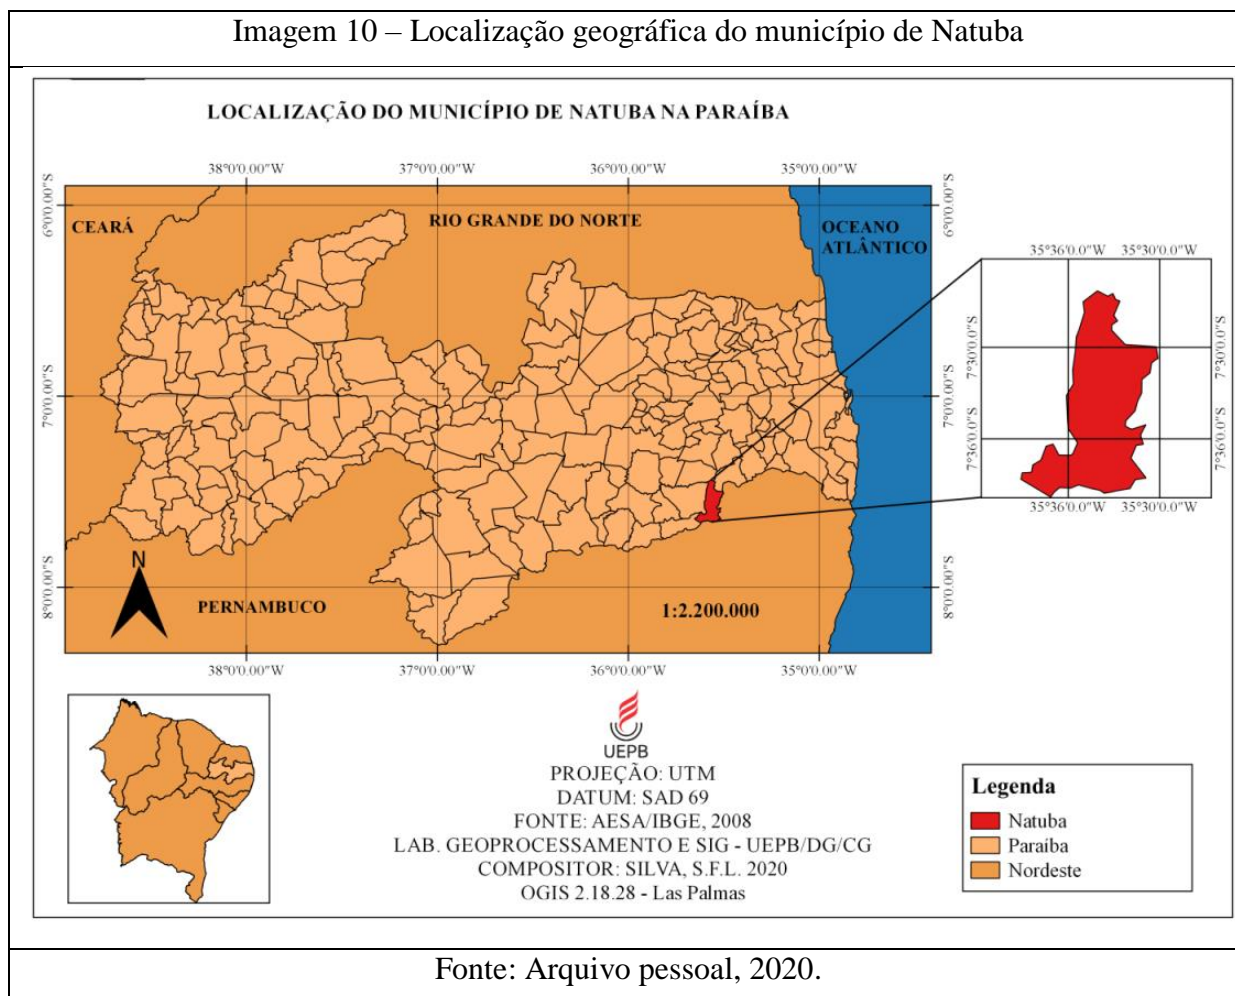 Imagem 10 – Localização geográfica do município de Natuba
LOCALIZAÇÃO DO MUNICÍPIO DE NATUBA NA PARAÍBA
38°0'0.00"W 37°0'0.00"W 36°0'0.00"W 35°0'0.00"W
6°0'0.00"S
6°0'0.00"S
CEARÁ
RIO GRANDE DO NORTE
OCEANO
ATLÂNTICO
7°0'0.00"S
7°0'0.00"S
8°0'0.00"S
8°0'0.00"S
N
PERNAMBUCO
1:2.200.000
38°0'0.00"W 37°0'0.00"W 36°0'0.00"W 35°0'0.00"W
35°36'0.0"W 35°30'0.0"W
7°30'0.0"S
7°30'0.0"S
7°36'0.0"S
7°36'0.0"S
35°36'0.0"W 35°30'0.0"W
UEPB
PROJEÇÃO: UTM
DATUM: SAD 69
FONTE: AESA/IBGE, 2008
LAB. GEOPROCESSAMENTO E SIG - UEPB/DG/CG
COMPOSITOR: SILVA, S.F.L. 2020
QGIS 2.18.28 - Las Palmas
Legenda
Natuba
Paraíba
Nordeste
Fonte: Arquivo pessoal, 2020.